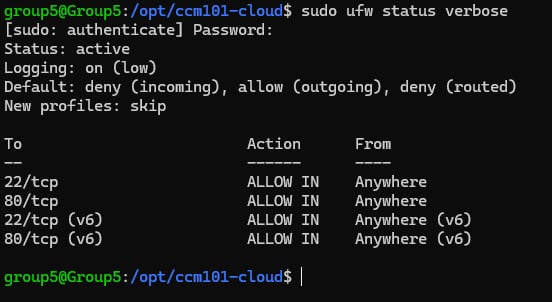 group5@Group5:/opt/ccm101-cloud$ sudo ufw status verbose
[sudo: authenticate] Password:
Status: active
Logging: on (low)
Default: deny (incoming), allow (outgoing), deny (routed)
New profiles: skip
To                         Action      From
--                         ------      ----
22/tcp                     ALLOW IN    Anywhere
80/tcp                     ALLOW IN    Anywhere
22/tcp (v6)                ALLOW IN    Anywhere (v6)
80/tcp (v6)                ALLOW IN    Anywhere (v6)
group5@Group5:/opt/ccm101-cloud$